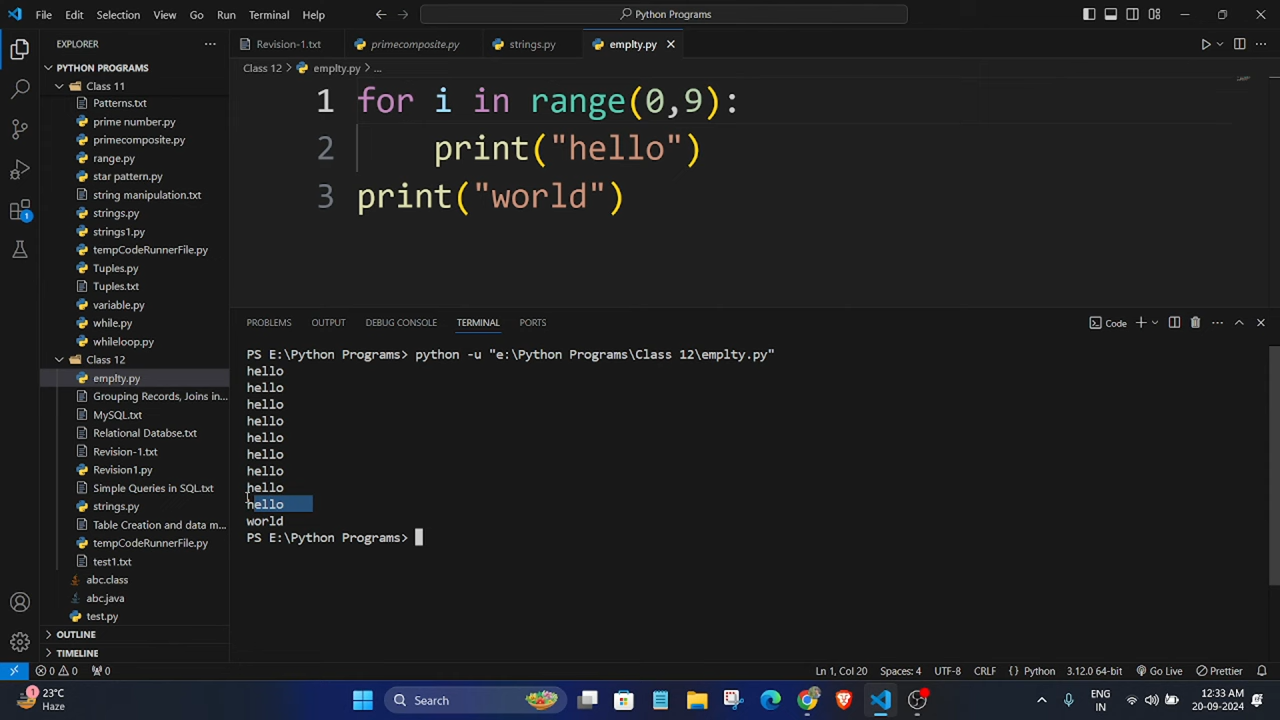 File Edit Selection View Go Run Terminal Help Python Programs
EXPLORER Revision-1.txt primecomposite.py strings.py emplty.py
PYTHON PROGRAMS
Class 11
Patterns.txt
prime number.py
primecomposite.py
range.py
star pattern.py
string manipulation.txt
strings.py
strings1.py
tempCodeRunnerFile.py
Tuples.py
Tuples.txt
variable.py
while.py
whileloop.py
Class 12
emplty.py
Grouping Records, Joins in...
MySQL.txt
Relational Databse.txt
Revision-1.txt
Revision1.py
Simple Queries in SQL.txt
strings.py
Table Creation and data m...
tempCodeRunnerFile.py
test1.txt
abc.class
abc.java
test.py
OUTLINE
TIMELINE
1
Class 12 > emplty.py > ...
1 for i in range(0,9):
2 print("hello")
3 print("world")
PROBLEMS OUTPUT DEBUG CONSOLE TERMINAL PORTS Code
PS E:\Python Programs> python -u "e:\Python Programs\Class 12\emplty.py"
hello
hello
hello
hello
hello
hello
hello
hello
hello
world
PS E:\Python Programs>
0 0 0 Ln 1, Col 20 Spaces: 4 UTF-8 CRLF {} Python 3.12.0 64-bit Go Live Prettier
1 23°C
Haze
Search
ENG
IN
12:33 AM
20-09-2024